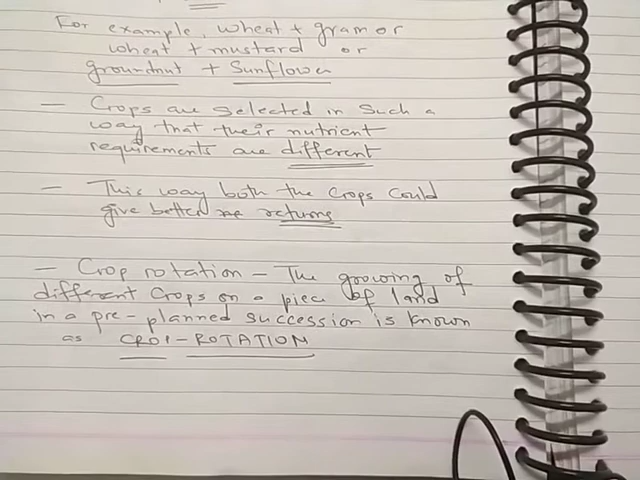 For example, wheat + gram or
wheat + mustard or
groundnut + Sunflower
— Crops are selected in such a
way that their nutrient
requirements are different
— This way both the crops could
give better returns
— Crop rotation – The growing of
different crops on a piece of land
in a pre-planned succession is known
as CROP-ROTATION